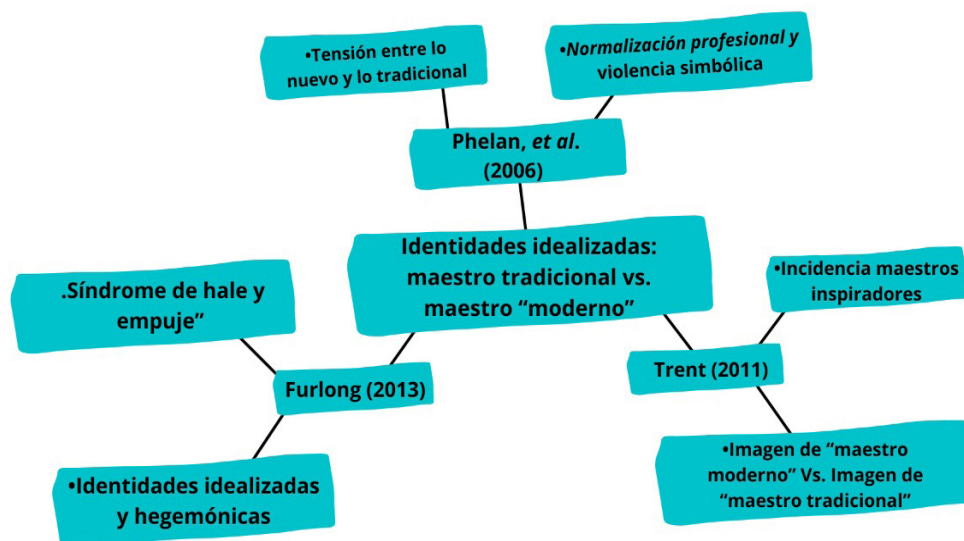 •Tensión entre lo
nuevo y lo tradicional
•Normalización profesional y
violencia simbólica
Phelan, et al.
(2006)
Identidades idealizadas:
maestro tradicional vs.
maestro “moderno”
.Síndrome de hale y
empuje”
Furlong (2013)
•Identidades idealizadas
y hegemónicas
•Incidencia maestros
inspiradores
Trent (2011)
•Imagen de “maestro
moderno” Vs. Imagen de
“maestro tradicional”